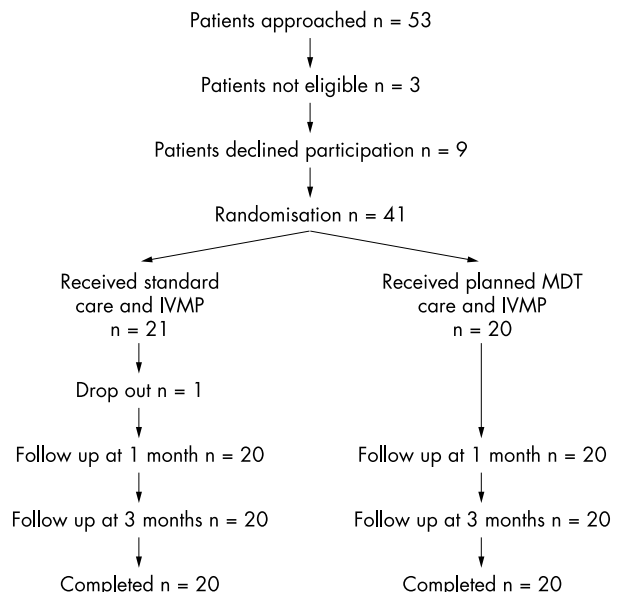 Patients approached n = 53
Patients not eligible n = 3
Patients declined participation n = 9
Randomisation n = 41
Received standard
care and IVMP
n = 21
Drop out n = 1
Follow up at 1 month n = 20
Follow up at 3 months n = 20
Completed n = 20
Received planned MDT
care and IVMP
n = 20
Follow up at 1 month n = 20
Follow up at 3 months n = 20
Completed n = 20